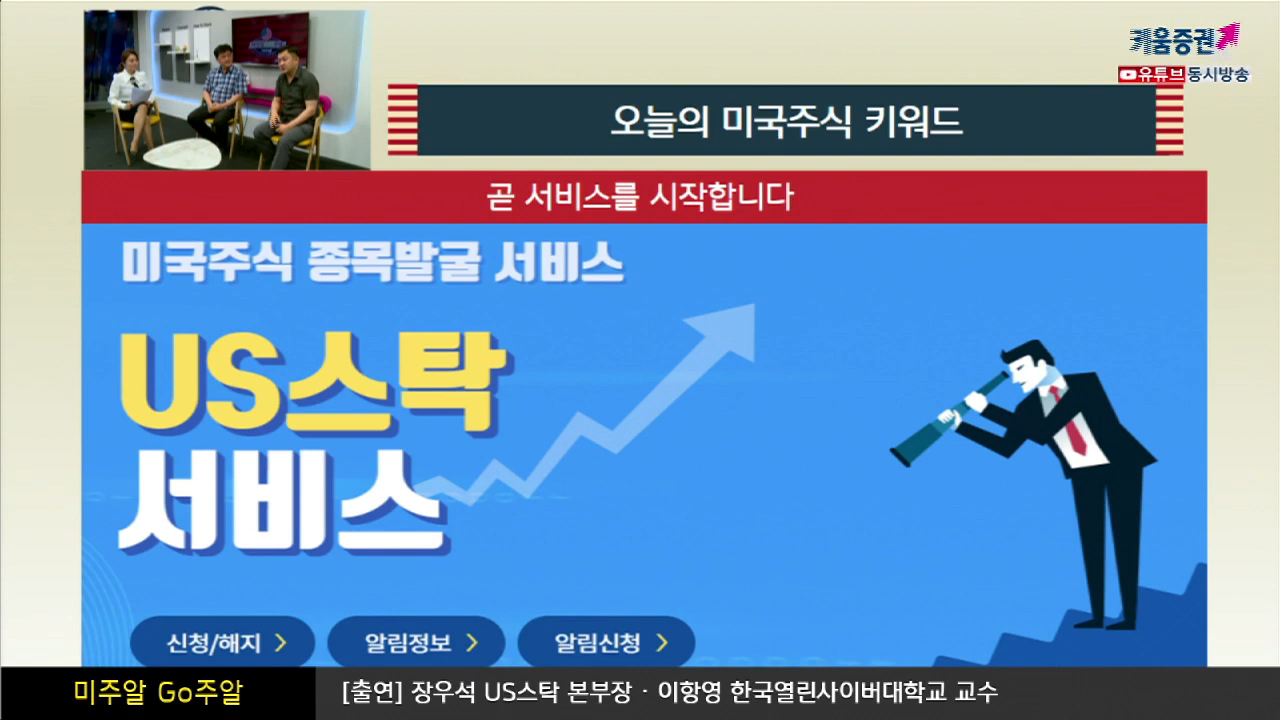 키움증권
유튜브 동시방송
오늘의 미국주식 키워드
곧 서비스를 시작합니다
미국주식 종목발굴 서비스
US스탁
서비스
신청/해지
알림정보
알림신청
미주알 Go주알
[출연] 장우석 US스탁 본부장 · 이항영 한국열린사이버대학교 교수